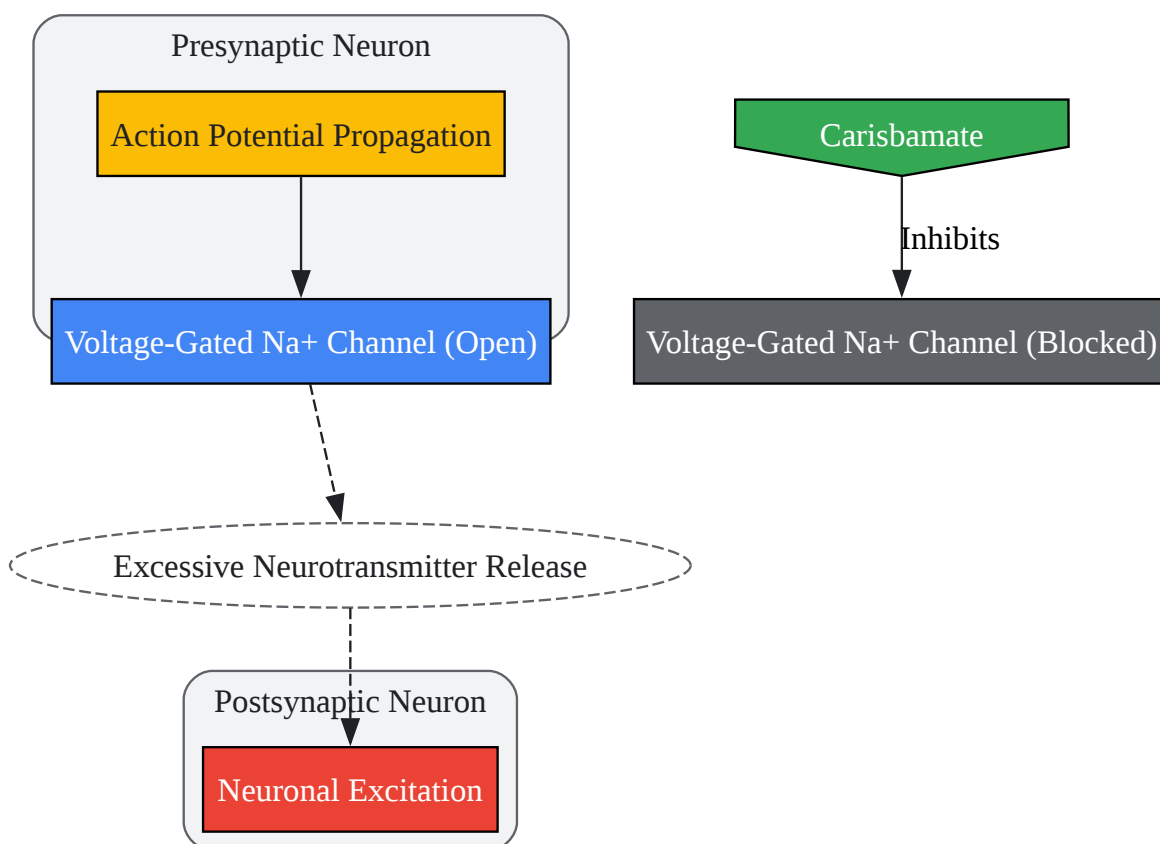 Presynaptic Neuron
Action Potential Propagation
Carisbamate
Inhibits
Voltage-Gated Na+ Channel (Open)
Voltage-Gated Na+ Channel (Blocked)
Excessive Neurotransmitter Release
Postsynaptic Neuron
Neuronal Excitation